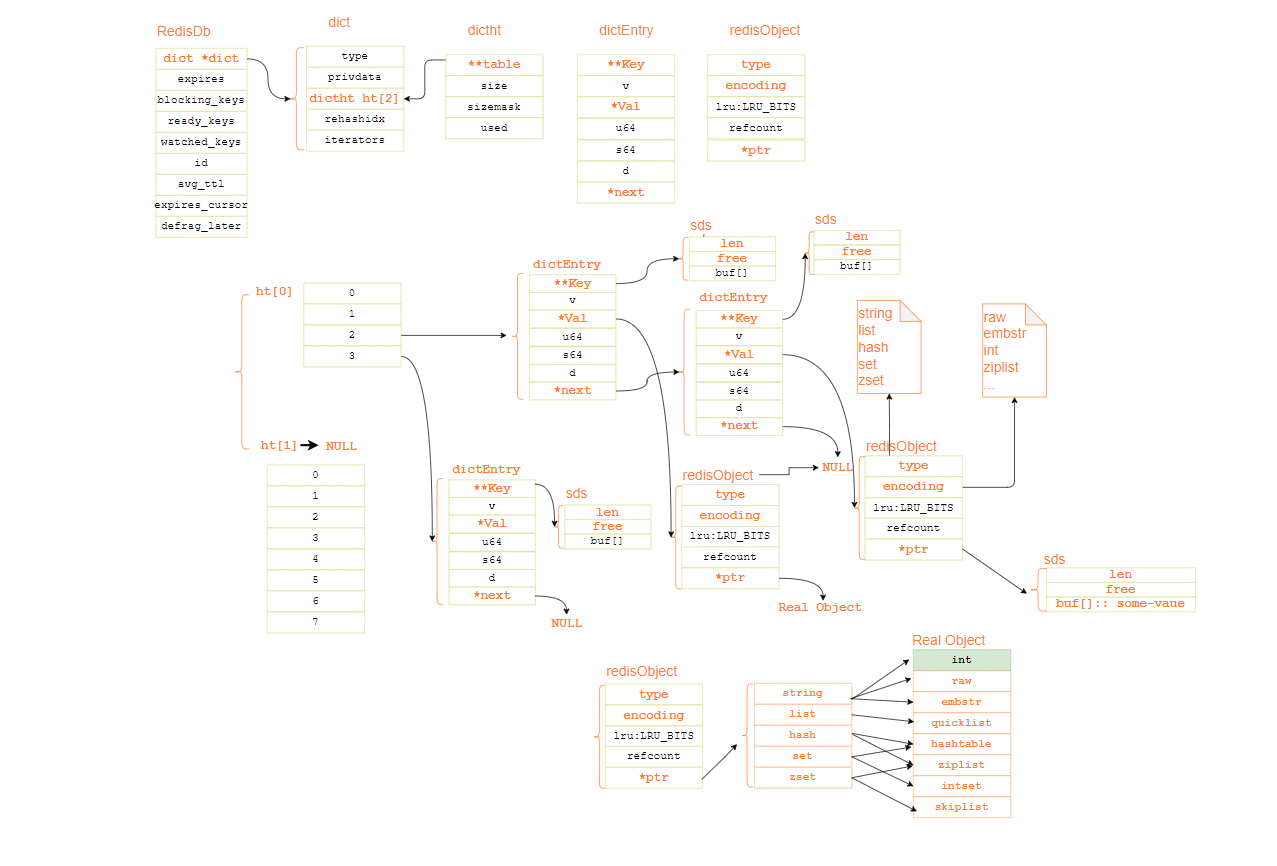 RedisDb
dict *dict
expires
blocking_keys
ready_keys
watched_keys
id
avg_ttl
expires_cursor
defrag_later
dict
type
privdata
dictht ht[2]
rehashidx
iterators
dictht
**table
size
sizemask
used
dictEntry
**Key
v
*Val
u64
s64
d
*next
redisObject
type
encoding
lru:LRU_BITS
refcount
*ptr
ht[0]
0
1
2
3
ht[1]
NULL
0
1
2
3
4
5
6
7
dictEntry
**Key
v
*Val
u64
s64
d
*next
sds
len
free
buf[]
dictEntry
**Key
v
*Val
u64
s64
d
*next
sds
len
free
buf[]
string
list
hash
set
zset
raw
embstr
int
ziplist
...
dictEntry
**Key
v
*Val
u64
s64
d
*next
NULL
sds
len
free
buf[]
redisObject
type
encoding
lru:LRU_BITS
refcount
*ptr
NULL
Real Object
redisObject
type
encoding
lru:LRU_BITS
refcount
*ptr
sds
len
free
buf[]:: some-vaue
redisObject
type
encoding
lru:LRU_BITS
refcount
*ptr
string
list
hash
set
zset
Real Object
int
raw
embstr
quicklist
hashtable
ziplist
intset
skiplist